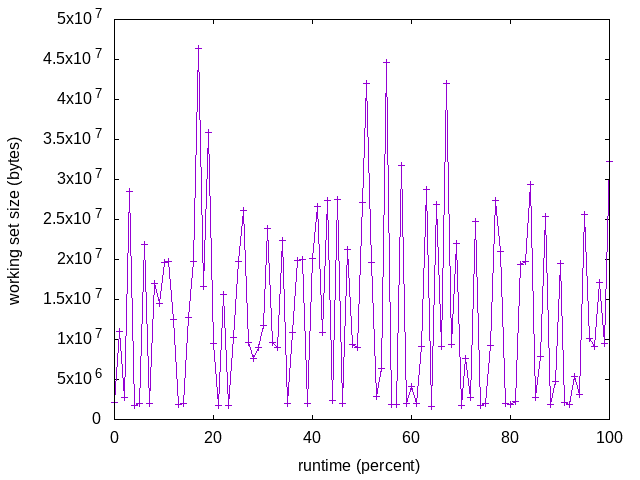 5x10 7
4.5x10 7
4x10 7
3.5x10 7
3x10 7
2.5x10 7
2x10 7
1.5x10 7
1x10 7
5x10 6
0
0 20 40 60 80 100
working set size (bytes)
runtime (percent)